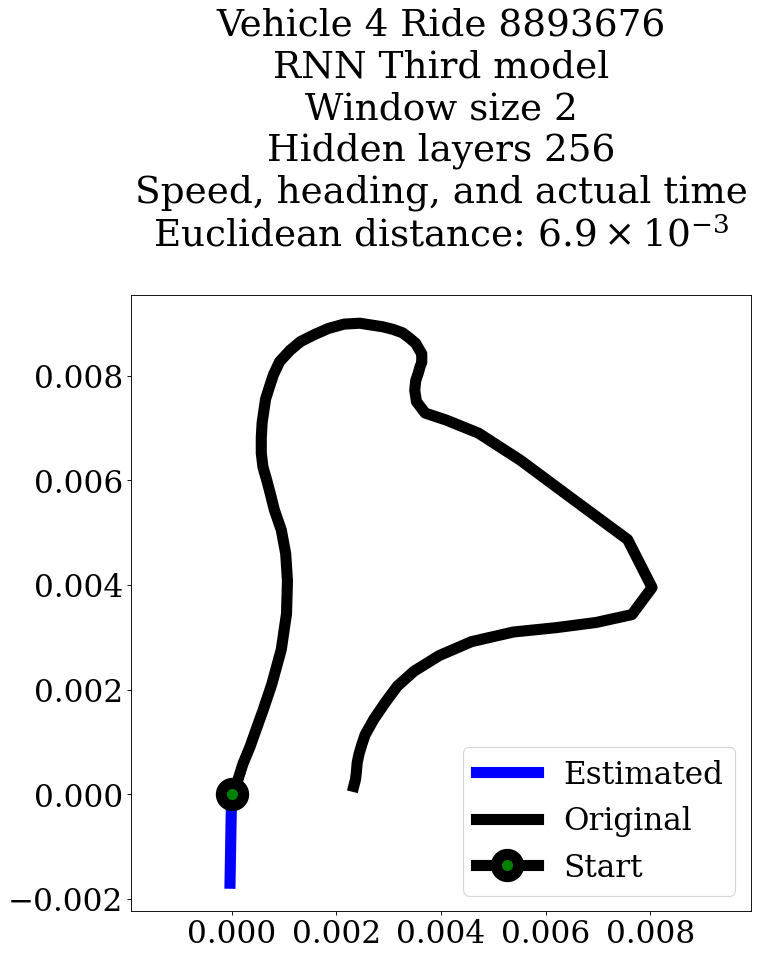 Vehicle 4 Ride 8893676
RNN Third model
Window size 2
Hidden layers 256
Speed, heading, and actual time
Euclidean distance: 6.9 × 10⁻³
0.008
0.006
0.004
0.002
0.000
−0.002
Estimated
Original
Start
0.000 0.002 0.004 0.006 0.008